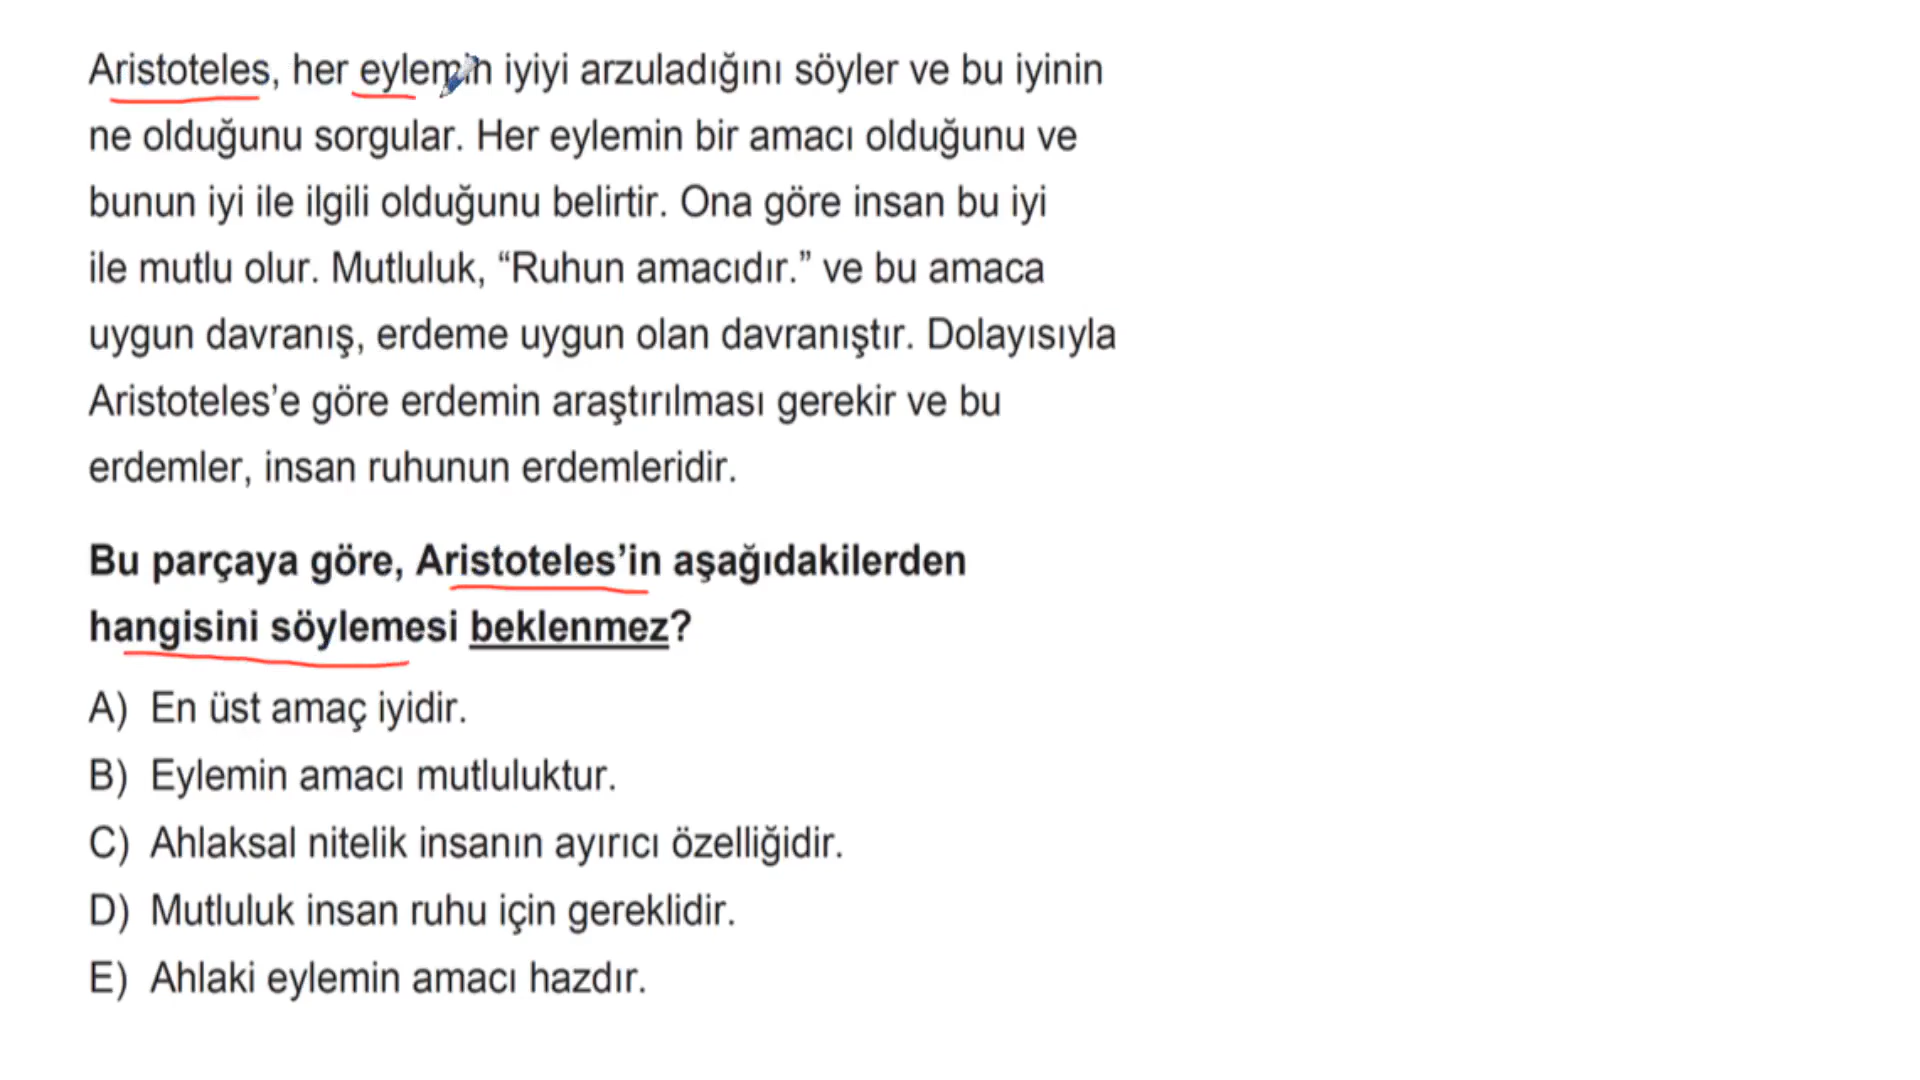 Aristoteles, her eylemin iyiyi arzuladığını söyler ve bu iyinin
ne olduğunu sorgular. Her eylemin bir amacı olduğunu ve
bunun iyi ile ilgili olduğunu belirtir. Ona göre insan bu iyi
ile mutlu olur. Mutluluk, “Ruhun amacıdır.” ve bu amaca
uygun davranış, erdeme uygun olan davranıştır. Dolayısıyla
Aristoteles’e göre erdemin araştırılması gerekir ve bu
erdemler, insan ruhunun erdemleridir.
Bu parçaya göre, Aristoteles’in aşağıdakilerden
hangisini söylemesi beklenmez?
A) En üst amaç iyidir.
B) Eylemin amacı mutluluktur.
C) Ahlaksal nitelik insanın ayırıcı özelliğidir.
D) Mutluluk insan ruhu için gereklidir.
E) Ahlaki eylemin amacı hazdır.